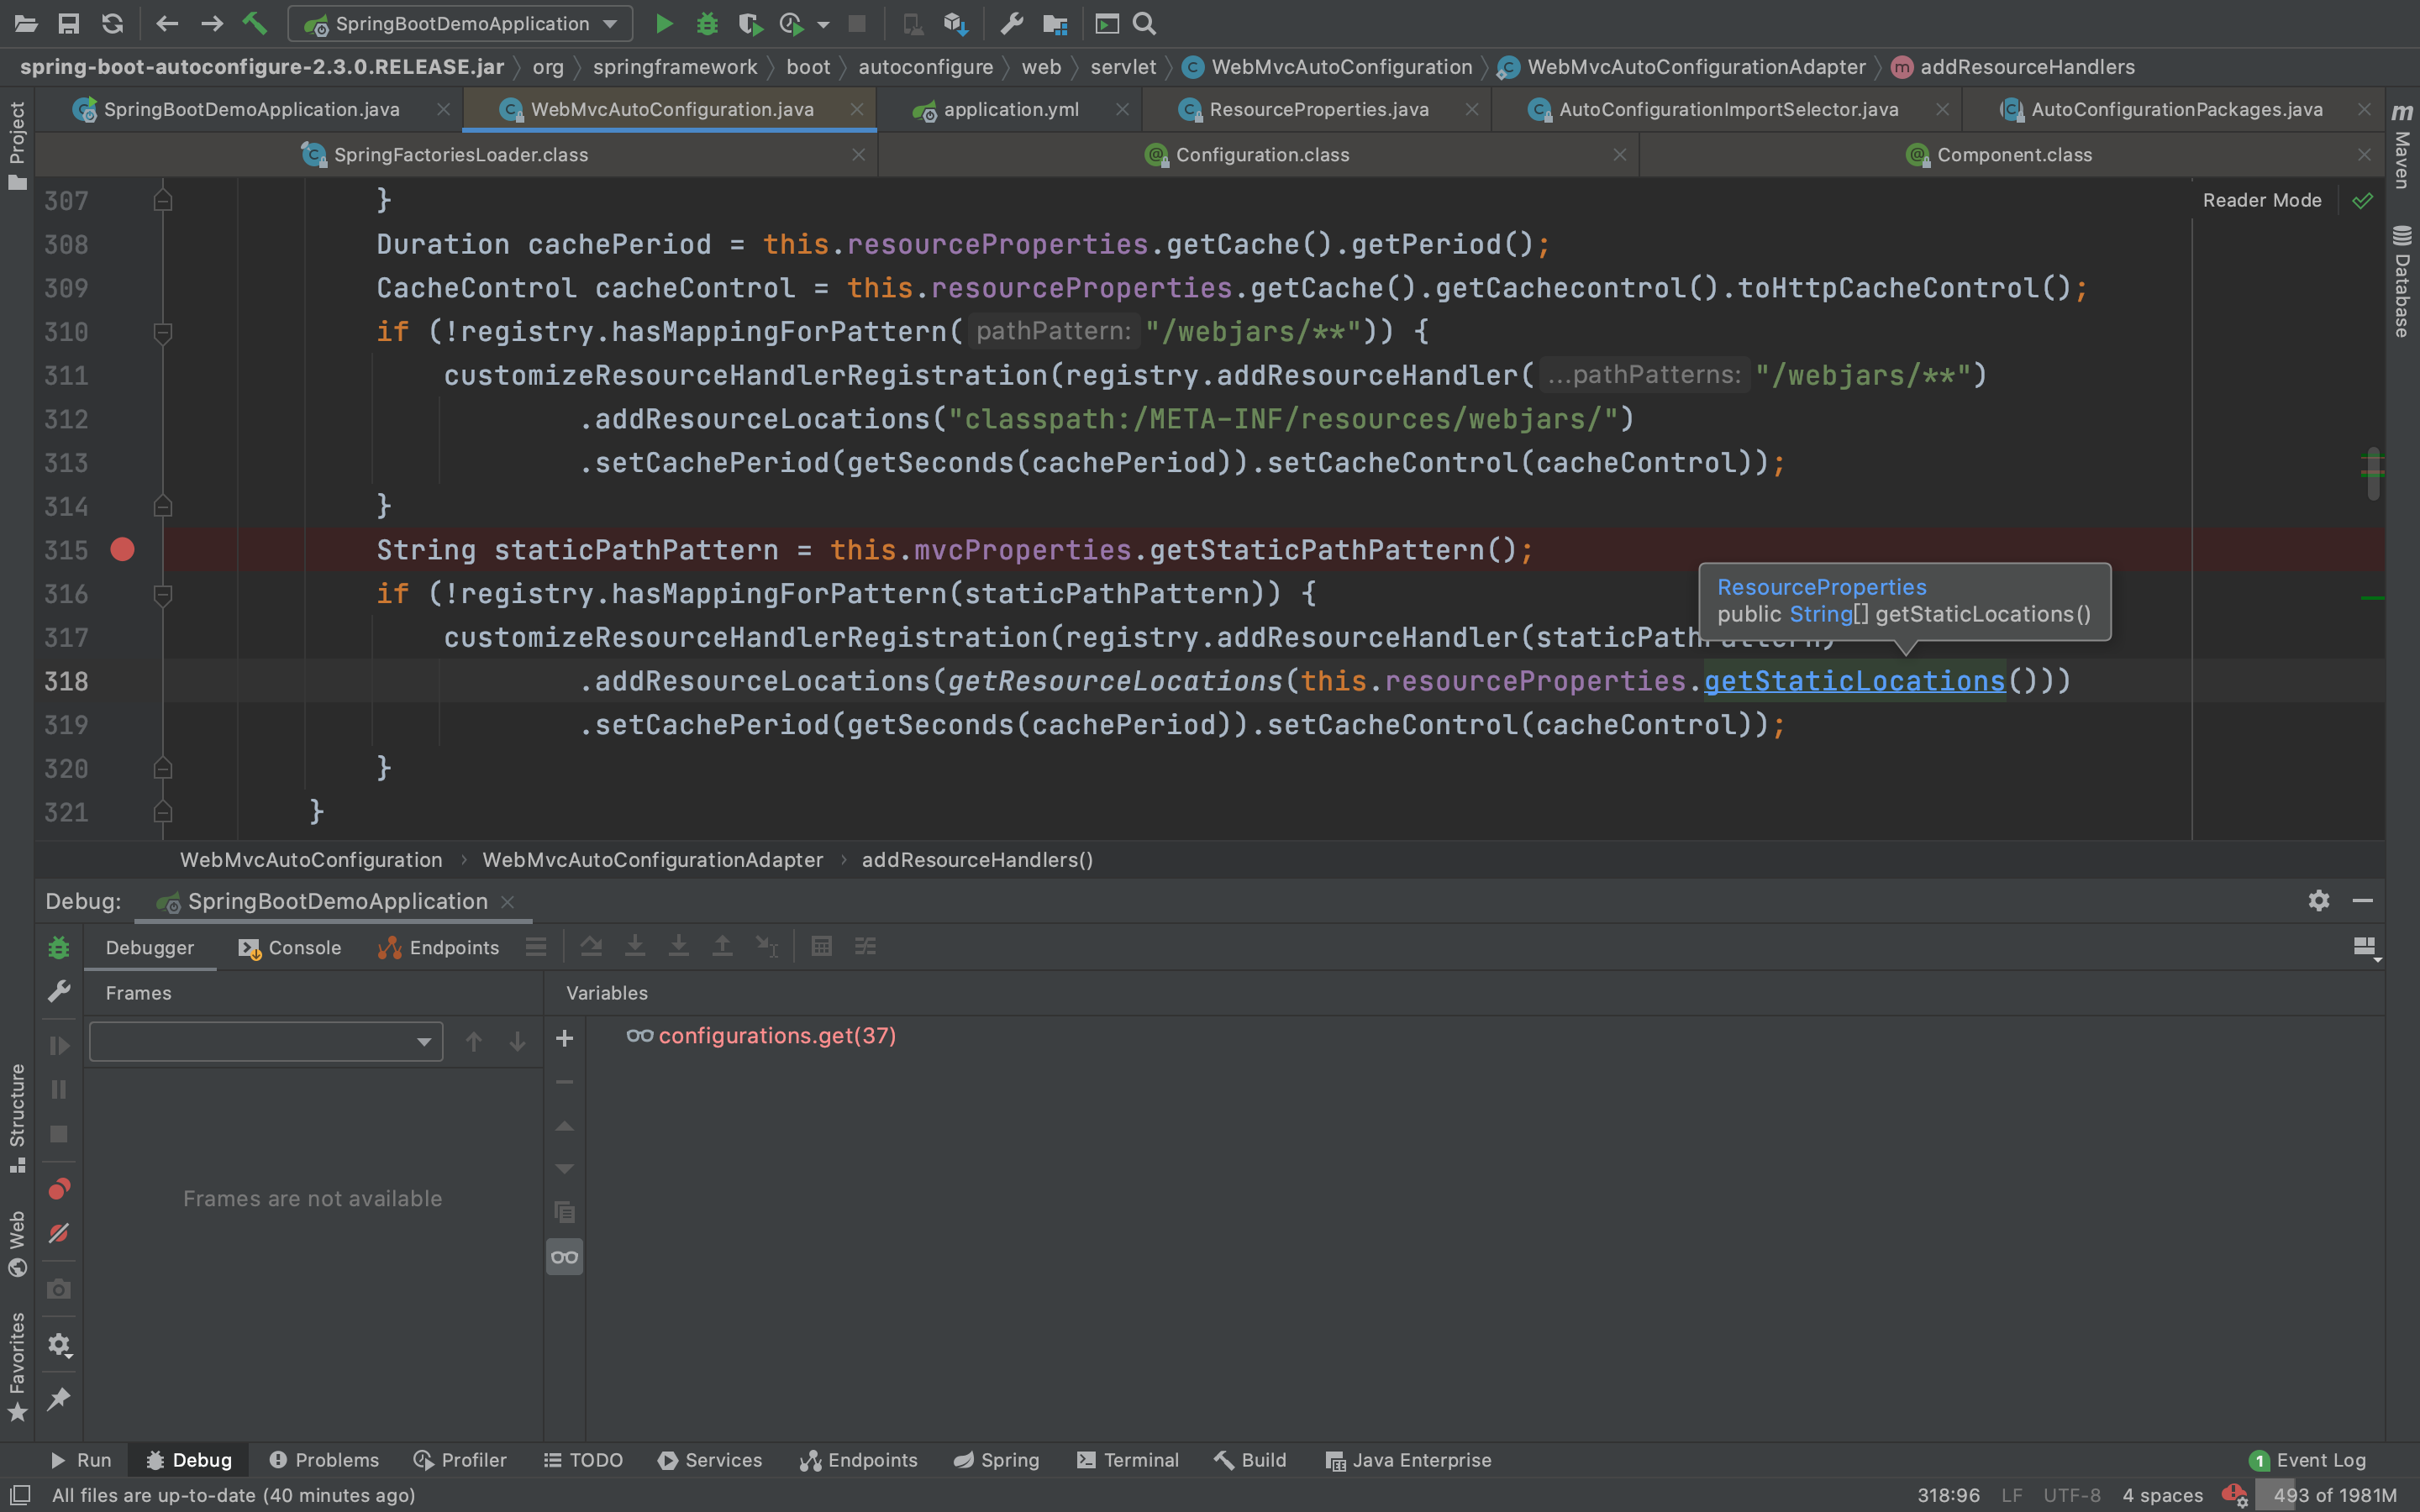 SpringBootDemoApplication
spring-boot-autoconfigure-2.3.0.RELEASE.jar org springframework boot autoconfigure web servlet WebMvcAutoConfiguration WebMvcAutoConfigurationAdapter addResourceHandlers
SpringBootDemoApplication.java WebMvcAutoConfiguration.java application.yml ResourceProperties.java AutoConfigurationImportSelector.java AutoConfigurationPackages.java
SpringFactoriesLoader.class Configuration.class Component.class
Project
Structure
Web
Favorites
Maven
Database
Reader Mode
307 }
308 Duration cachePeriod = this.resourceProperties.getCache().getPeriod();
309 CacheControl cacheControl = this.resourceProperties.getCache().getCachecontrol().toHttpCacheControl();
310 if (!registry.hasMappingForPattern( pathPattern: "/webjars/**")) {
311 customizeResourceHandlerRegistration(registry.addResourceHandler( ...pathPatterns: "/webjars/**")
312 .addResourceLocations("classpath:/META-INF/resources/webjars/")
313 .setCachePeriod(getSeconds(cachePeriod)).setCacheControl(cacheControl));
314 }
315 String staticPathPattern = this.mvcProperties.getStaticPathPattern();
316 if (!registry.hasMappingForPattern(staticPathPattern)) {
317 customizeResourceHandlerRegistration(registry.addResourceHandler(staticPathPattern)
318 .addResourceLocations(getResourceLocations(this.resourceProperties.getStaticLocations()))
319 .setCachePeriod(getSeconds(cachePeriod)).setCacheControl(cacheControl));
320 }
321 }
ResourceProperties
public String[] getStaticLocations()
WebMvcAutoConfiguration WebMvcAutoConfigurationAdapter addResourceHandlers()
Debug: SpringBootDemoApplication
Debugger Console Endpoints
Frames Variables
configurations.get(37)
Frames are not available
Run Debug Problems Profiler TODO Services Endpoints Spring Terminal Build Java Enterprise 1 Event Log
All files are up-to-date (40 minutes ago) 318:96 LF UTF-8 4 spaces 493 of 1981M